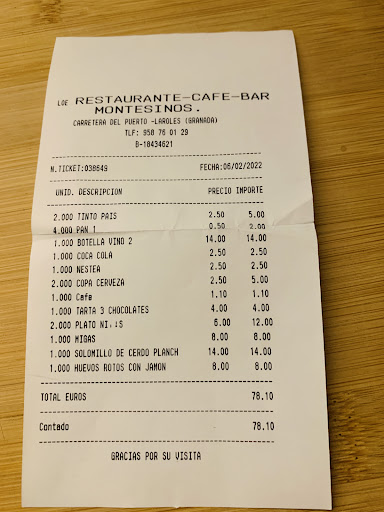 LOE RESTAURANTE-CAFE-BAR
MONTESINOS.
CARRETERA DEL PUERTO -LAROLES (GRANADA)
TLF: 958 76 01 29
B-18434621
N.TICKET:038649 FECHA:06/02/2022
UNID. DESCRIPCION PRECIO IMPORTE
2.000 TINTO PAIS 2.50 5.00
4.000 PAN 1 0.50 2.00
1.000 BOTELLA VINO 2 14.00 14.00
1.000 COCA COLA 2.50 2.50
1.000 NESTEA 2.50 2.50
2.000 COPA CERVEZA 2.50 5.00
1.000 Cafe 1.10 1.10
1.000 TARTA 3 CHOCOLATES 4.00 4.00
2.000 PLATO 6.00 12.00
1.000 MIGAS 8.00 8.00
1.000 SOLOMILLO DE CERDO PLANCH 14.00 14.00
1.000 HUEVOS ROTOS CON JAMON 8.00 8.00
TOTAL EUROS 78.10
Contado 78.10
GRACIAS POR SU VISITA